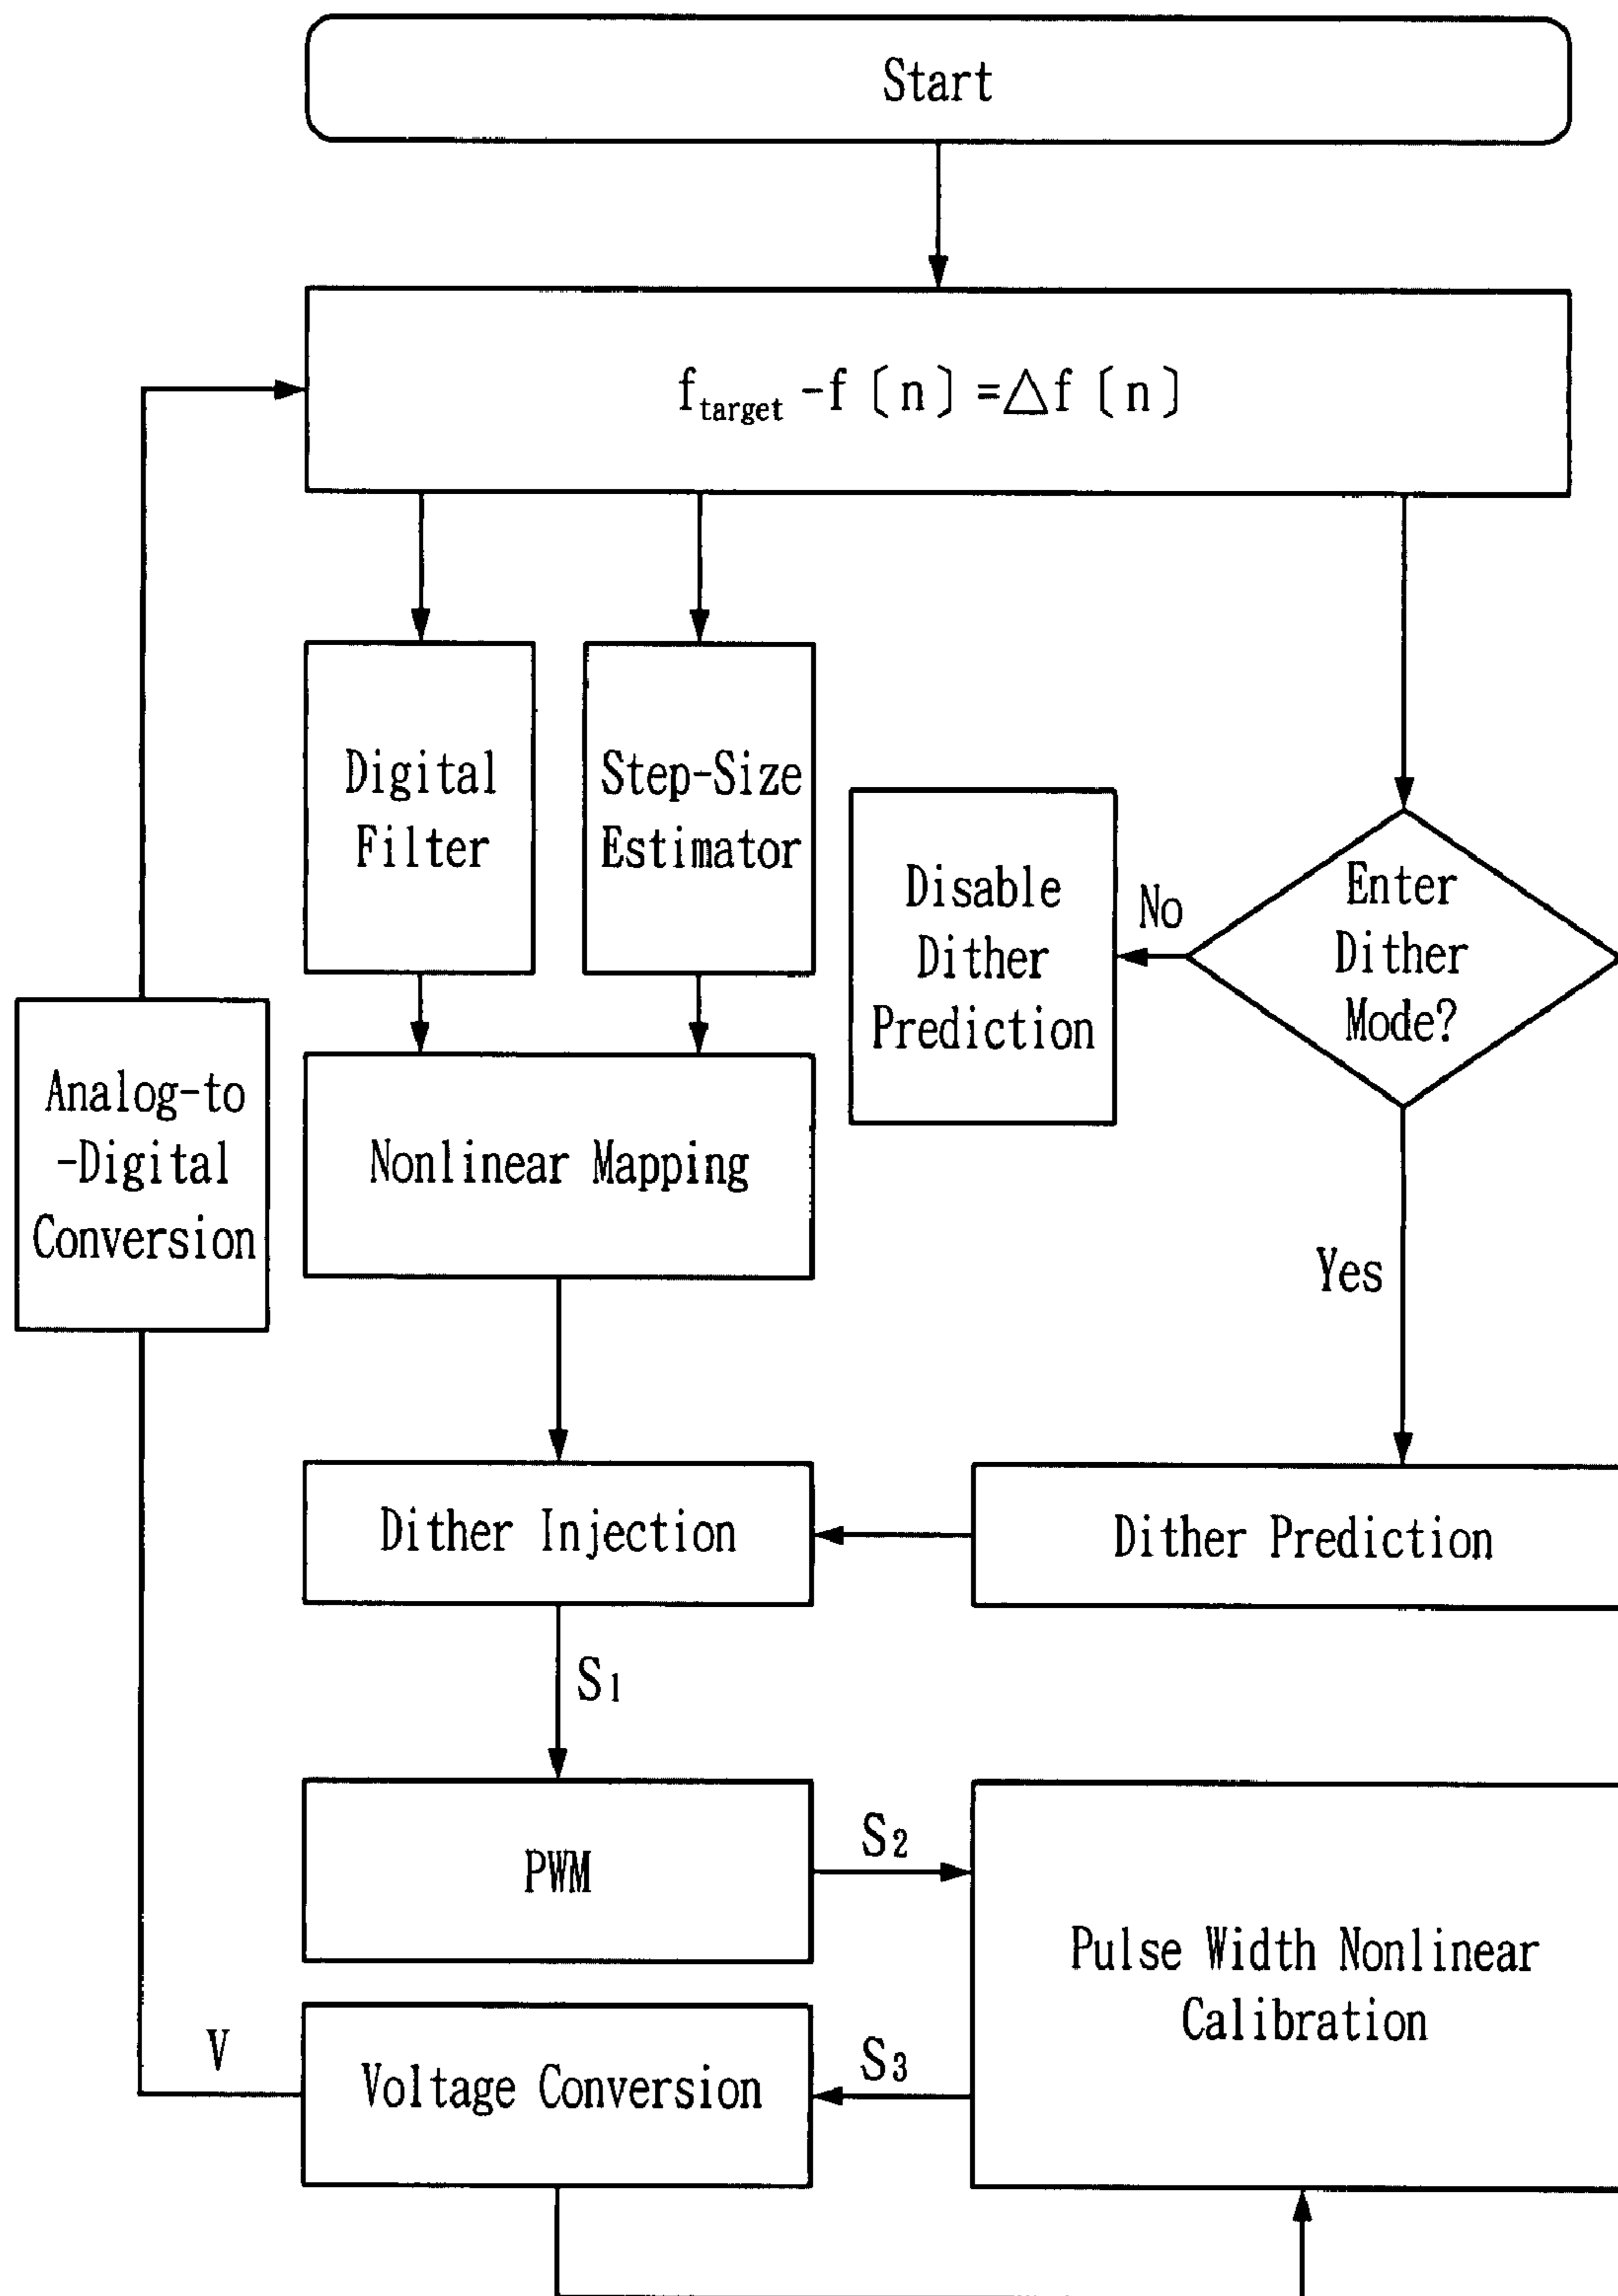 Start
f_target -f〔n〕=△f〔n〕
Digital
Filter
Step-Size
Estimator
Disable
Dither
Prediction
No
Enter
Dither
Mode?
Analog-to
-Digital
Conversion
Nonlinear Mapping
Yes
Dither Injection
Dither Prediction
S1
PWM
S2
Pulse Width Nonlinear
Calibration
V
Voltage Conversion
S3